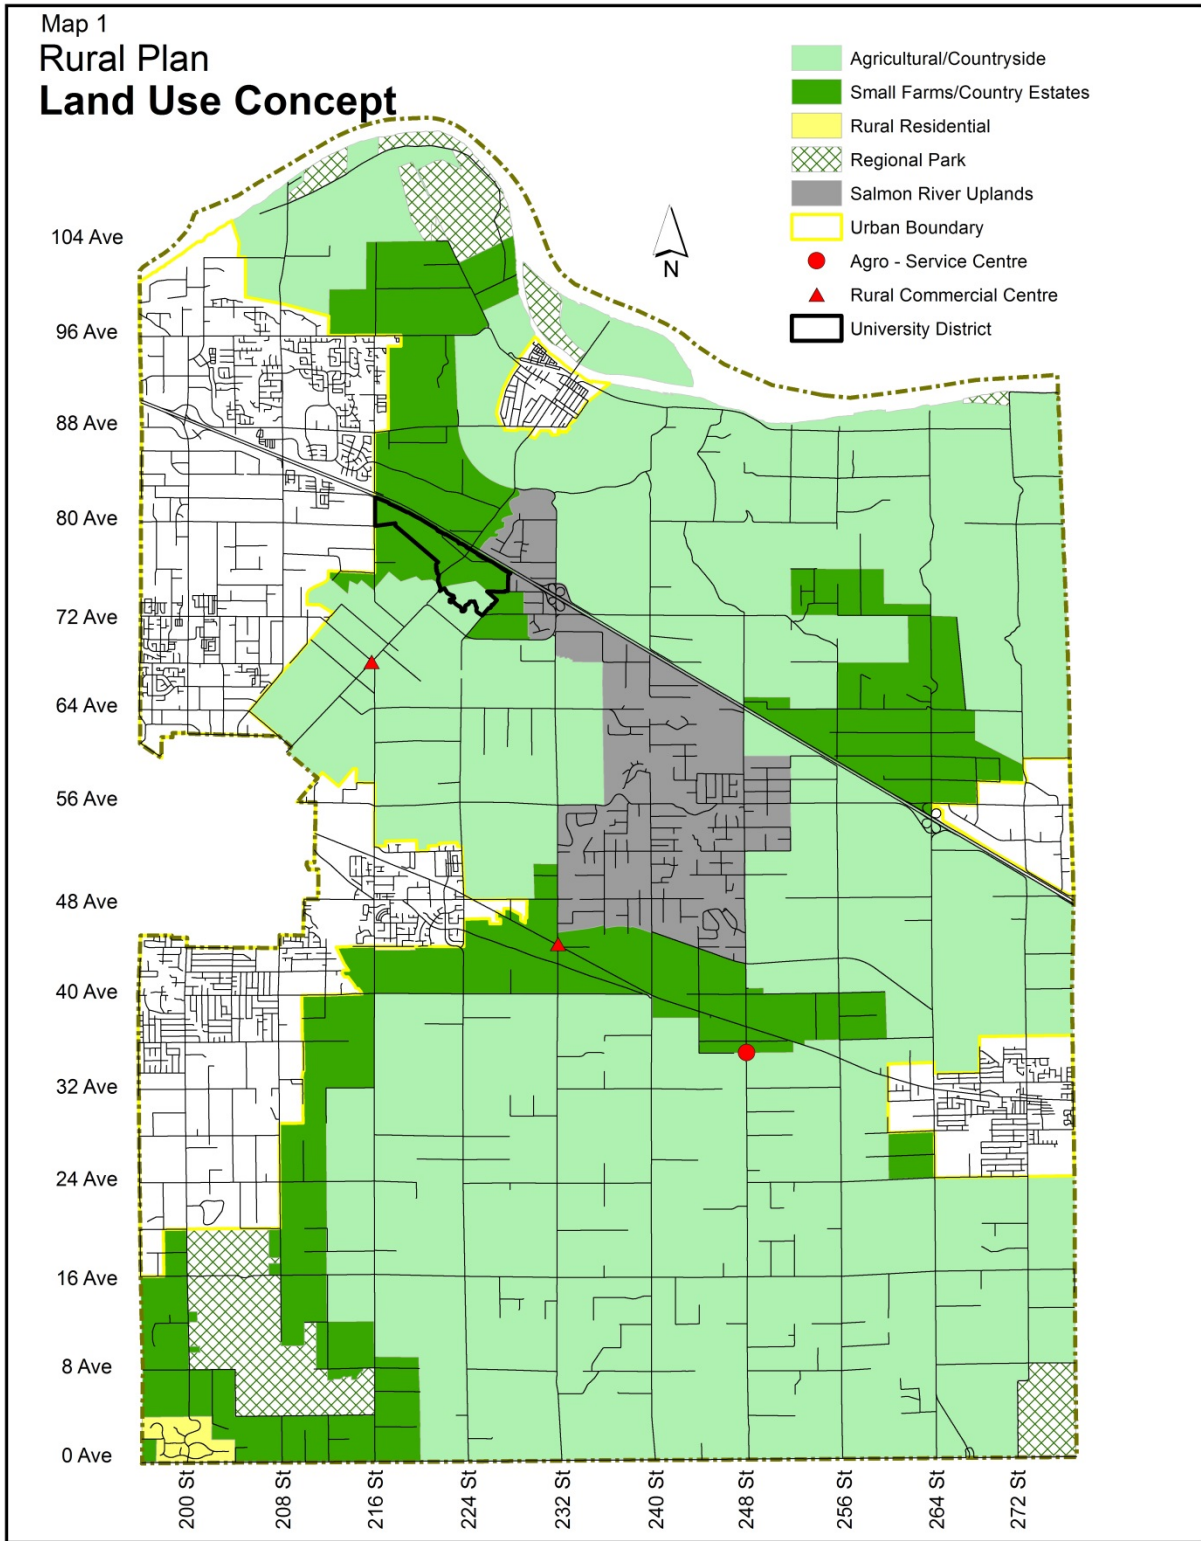 Map 1
Rural Plan
Land Use Concept
Agricultural/Countryside
Small Farms/Country Estates
Rural Residential
Regional Park
Salmon River Uplands
Urban Boundary
Agro - Service Centre
Rural Commercial Centre
University District
N
104 Ave
96 Ave
88 Ave
80 Ave
72 Ave
64 Ave
56 Ave
48 Ave
40 Ave
32 Ave
24 Ave
16 Ave
8 Ave
0 Ave
200 St
208 St
216 St
224 St
232 St
240 St
248 St
256 St
264 St
272 St